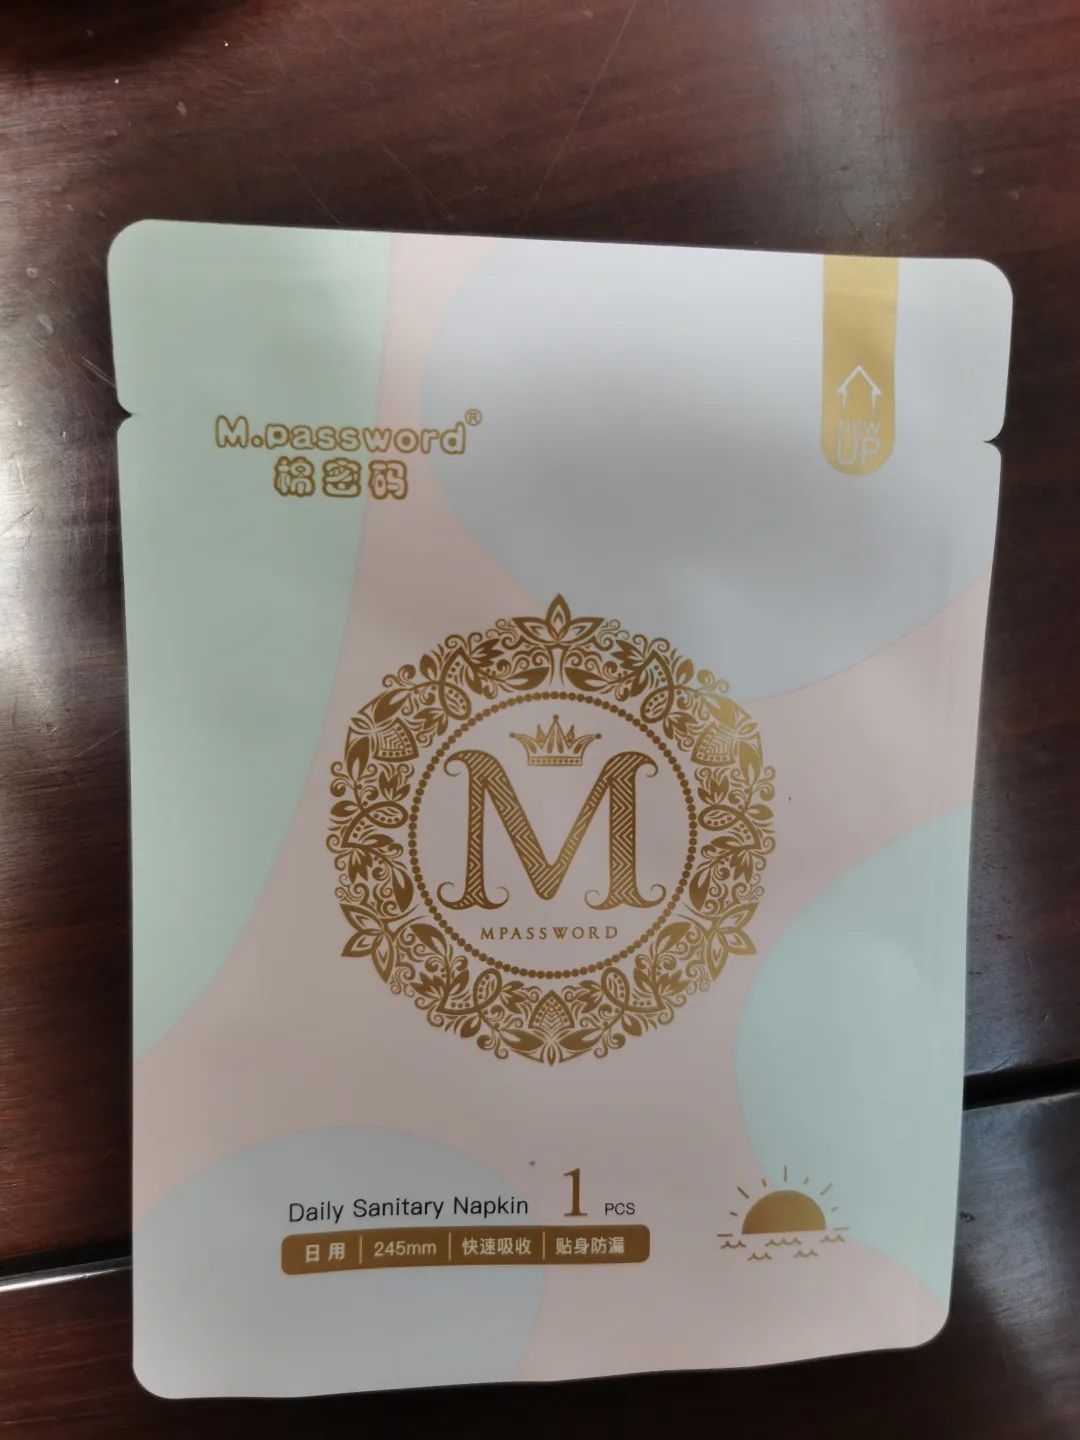 M.password®
棉密码
NEW
UP
M
MPASSWORD
Daily Sanitary Napkin 1 PCS
日用 | 245mm | 快速吸收 | 贴身防漏